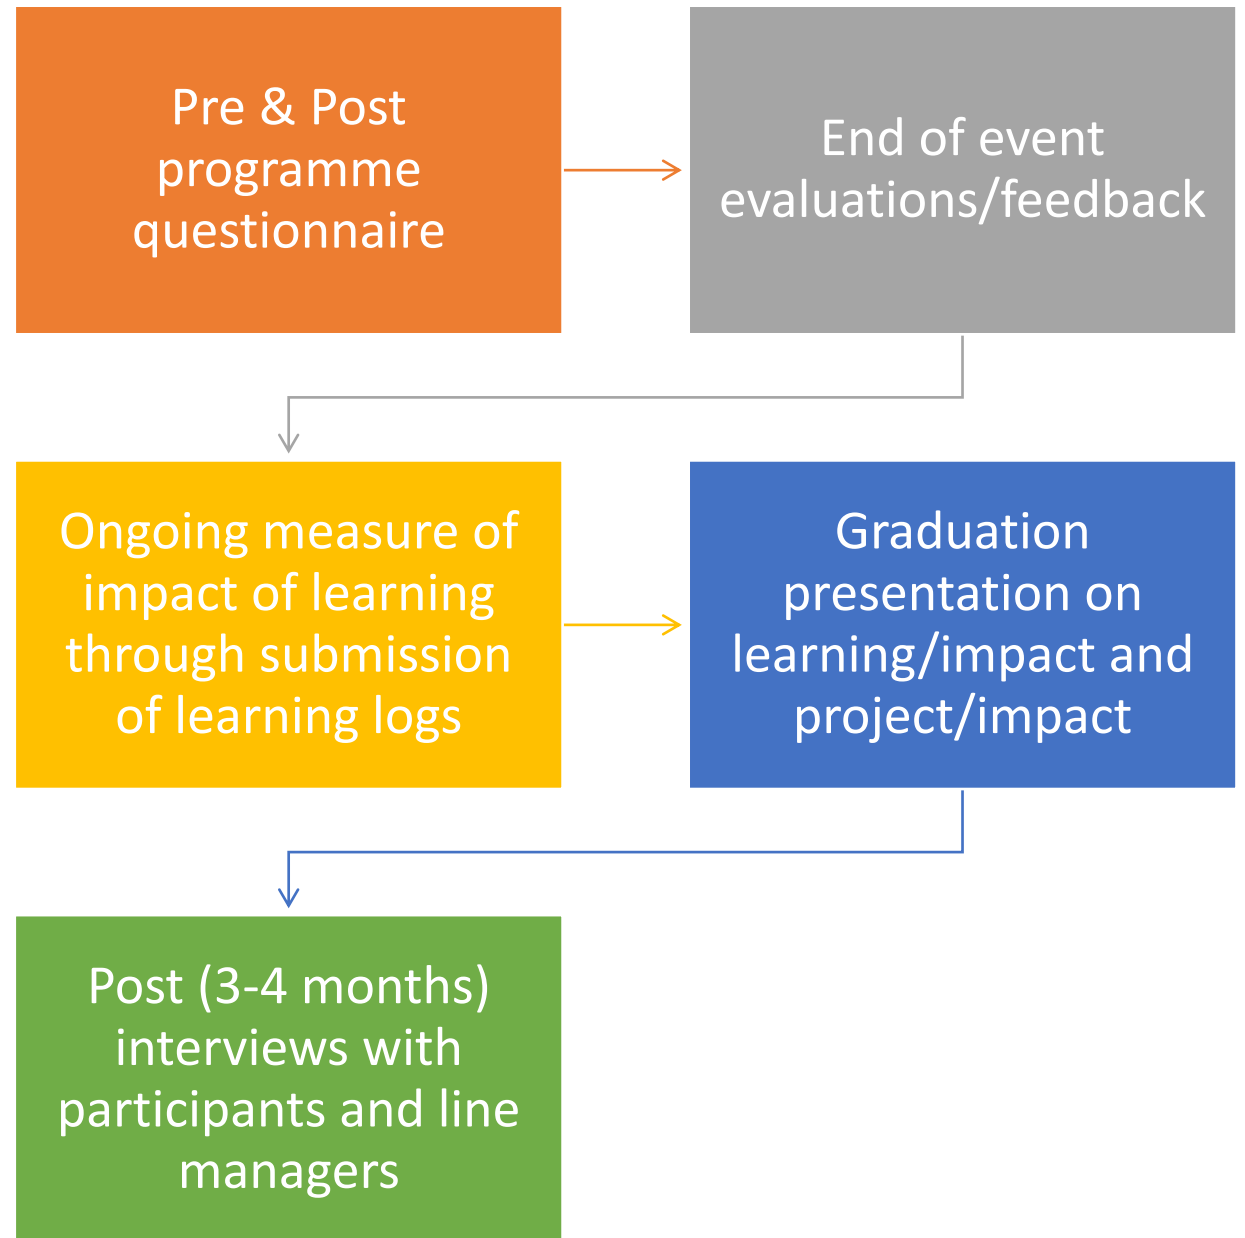 Pre & Post
programme
questionnaire
End of event
evaluations/feedback
Ongoing measure of
impact of learning
through submission
of learning logs
Graduation
presentation on
learning/impact and
project/impact
Post (3-4 months)
interviews with
participants and line
managers